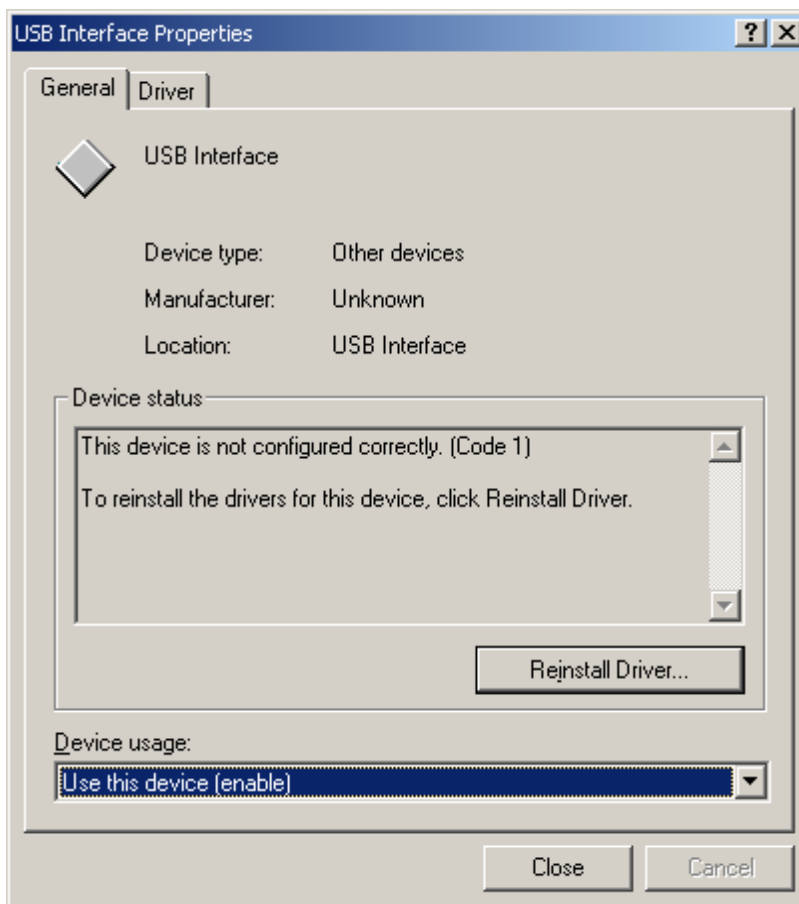 USB Interface Properties
General Driver
USB Interface
Device type: Other devices
Manufacturer: Unknown
Location: USB Interface
Device status
This device is not configured correctly. (Code 1)
To reinstall the drivers for this device, click Reinstall Driver.
Reinstall Driver...
Device usage:
Use this device (enable)
Close Cancel